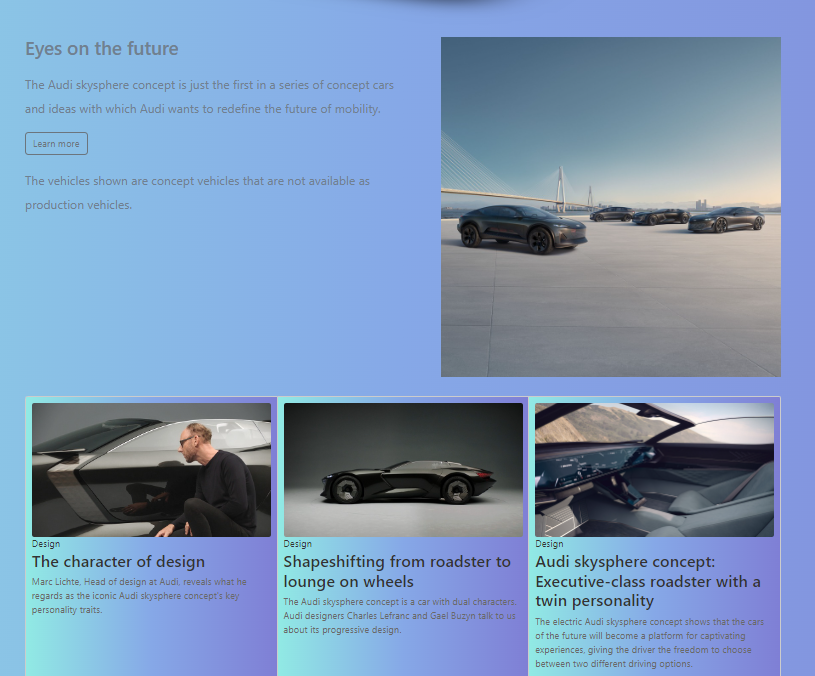 Eyes on the future
The Audi skysphere concept is just the first in a series of concept cars
and ideas with which Audi wants to redefine the future of mobility.
Learn more
The vehicles shown are concept vehicles that are not available as
production vehicles.
Design
The character of design
Marc Lichte, Head of design at Audi, reveals what he
regards as the iconic Audi skysphere concept's key
personality traits.
Design
Shapeshifting from roadster to
lounge on wheels
The Audi skysphere concept is a car with dual characters.
Audi designers Charles Lefranc and Gael Buzyn talk to us
about its progressive design.
Design
Audi skysphere concept:
Executive-class roadster with a
twin personality
The electric Audi skysphere concept shows that the cars
of the future will become a platform for captivating
experiences, giving the driver the freedom to choose
between two different driving options.